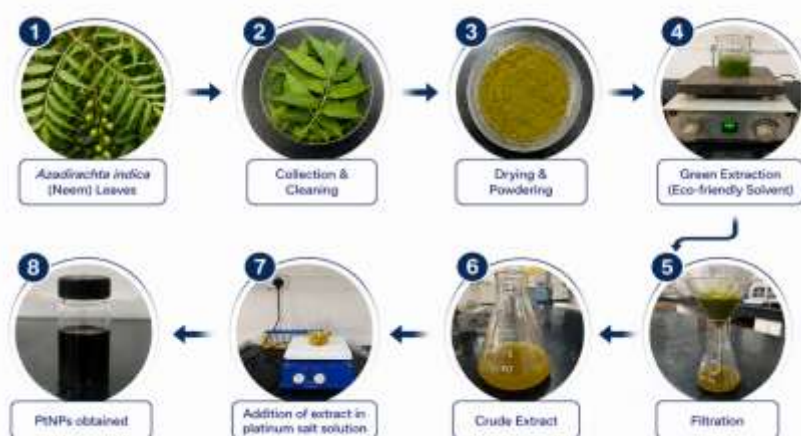 1
Azadirachta indica
(Neem) Leaves
2
Collection &
Cleaning
3
Drying &
Powdering
4
Green Extraction
(Eco-friendly Solvent)
5
Filtration
6
Crude Extract
7
Addition of extract in
platinum salt solution
8
PtNPs obtained